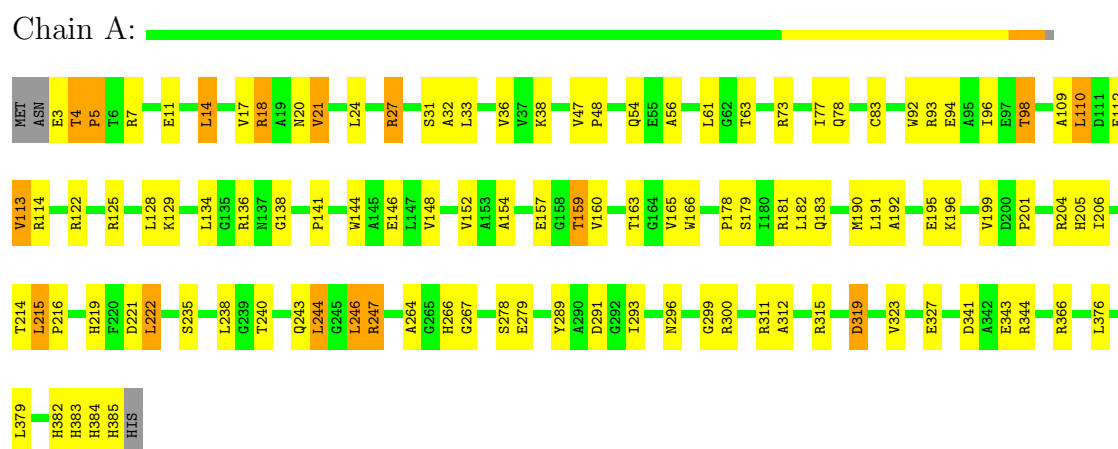 Chain A:
MET ASN E3 T4 P5 T6 R7 E11 L14 V17 R18 A19 N20 V21 L24 R27 S31 A32 L33 V36 V37 K38 V47 P48 Q54 E55 A56 L61 G62 T63 R73 I77 Q78 C83 W92 R93 E94 A95 I96 E97 T98 A109 L110 D111 E112
V113 R114 R122 R125 L128 K129 L134 G135 R136 N137 G138 P141 W144 A145 E146 L147 V148 V152 A153 A154 E157 G158 T159 V160 T163 G164 V165 W166 P178 S179 I180 R181 L182 Q183 M190 L191 A192 E195 K196 V199 D200 P201 R204 H205 I206
T214 L215 P216 H219 F220 D221 L222 S235 L238 G239 T240 Q243 L244 G245 L246 R247 A264 G265 H266 G267 S278 E279 Y289 A290 D291 G292 I293 N296 G299 R300 R311 A312 R315 D319 V323 E327 D341 A342 E343 R344 R366 L376
L379 H382 H383 H384 H385 HIS